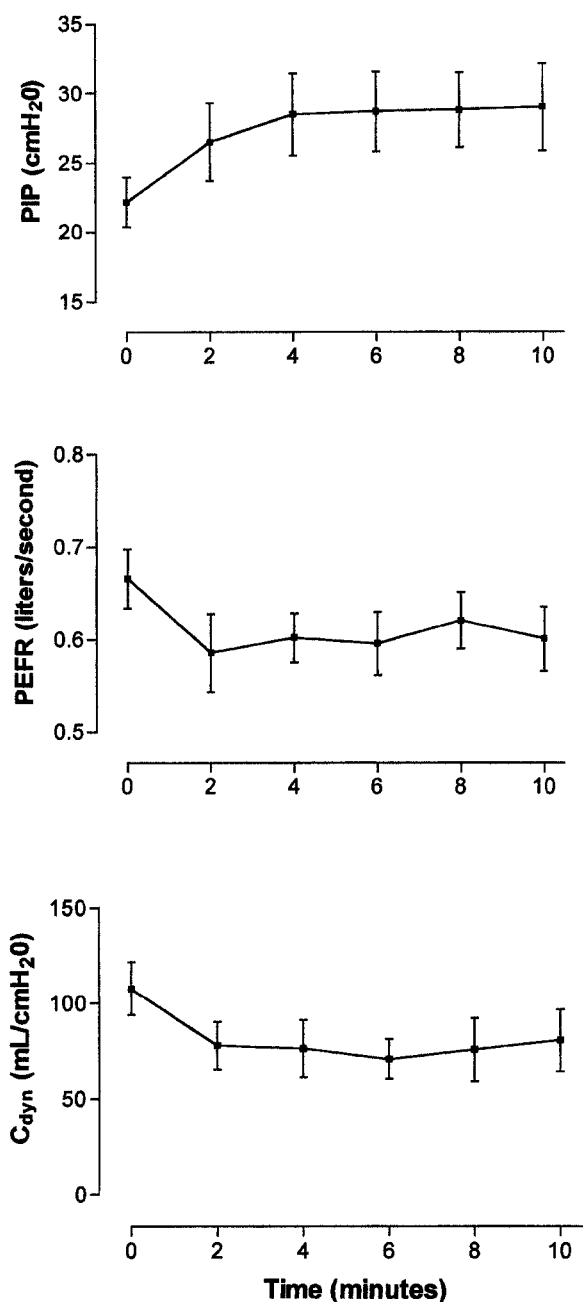 PIP (cmH₂0)
35
30
25
20
15
0 2 4 6 8 10
PEFR (liters/second)
0.8
0.7
0.6
0.5
0 2 4 6 8 10
Cdyn (mL/cmH₂0)
150
100
50
0
0 2 4 6 8 10
Time (minutes)